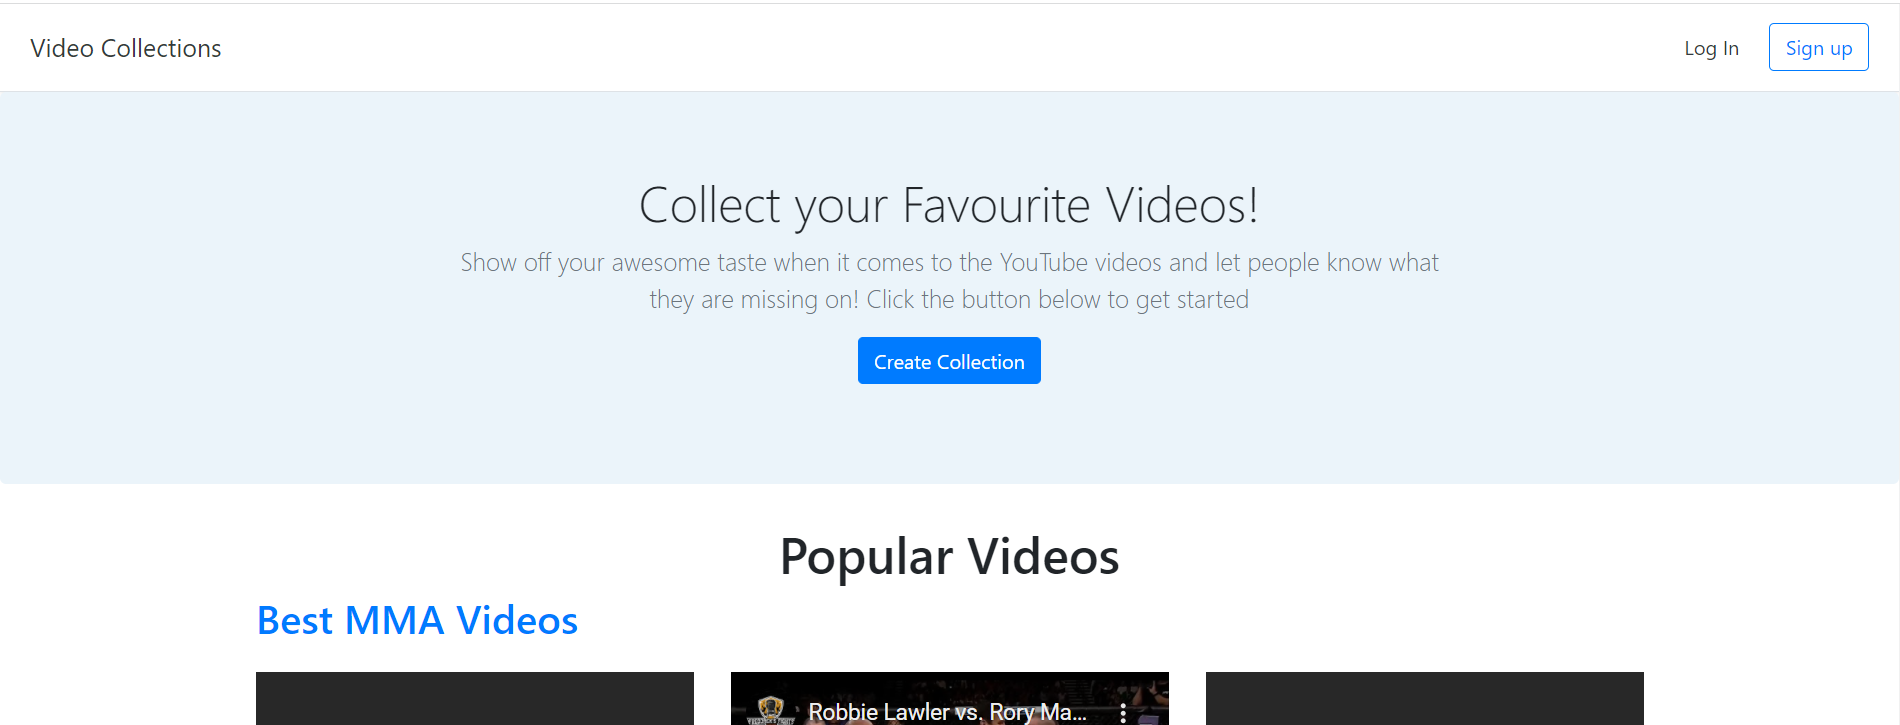 Video Collections
Log In
Sign up
Collect your Favourite Videos!
Show off your awesome taste when it comes to the YouTube videos and let people know what
they are missing on! Click the button below to get started
Create Collection
Popular Videos
Best MMA Videos
Robbie Lawler vs. Rory Ma...